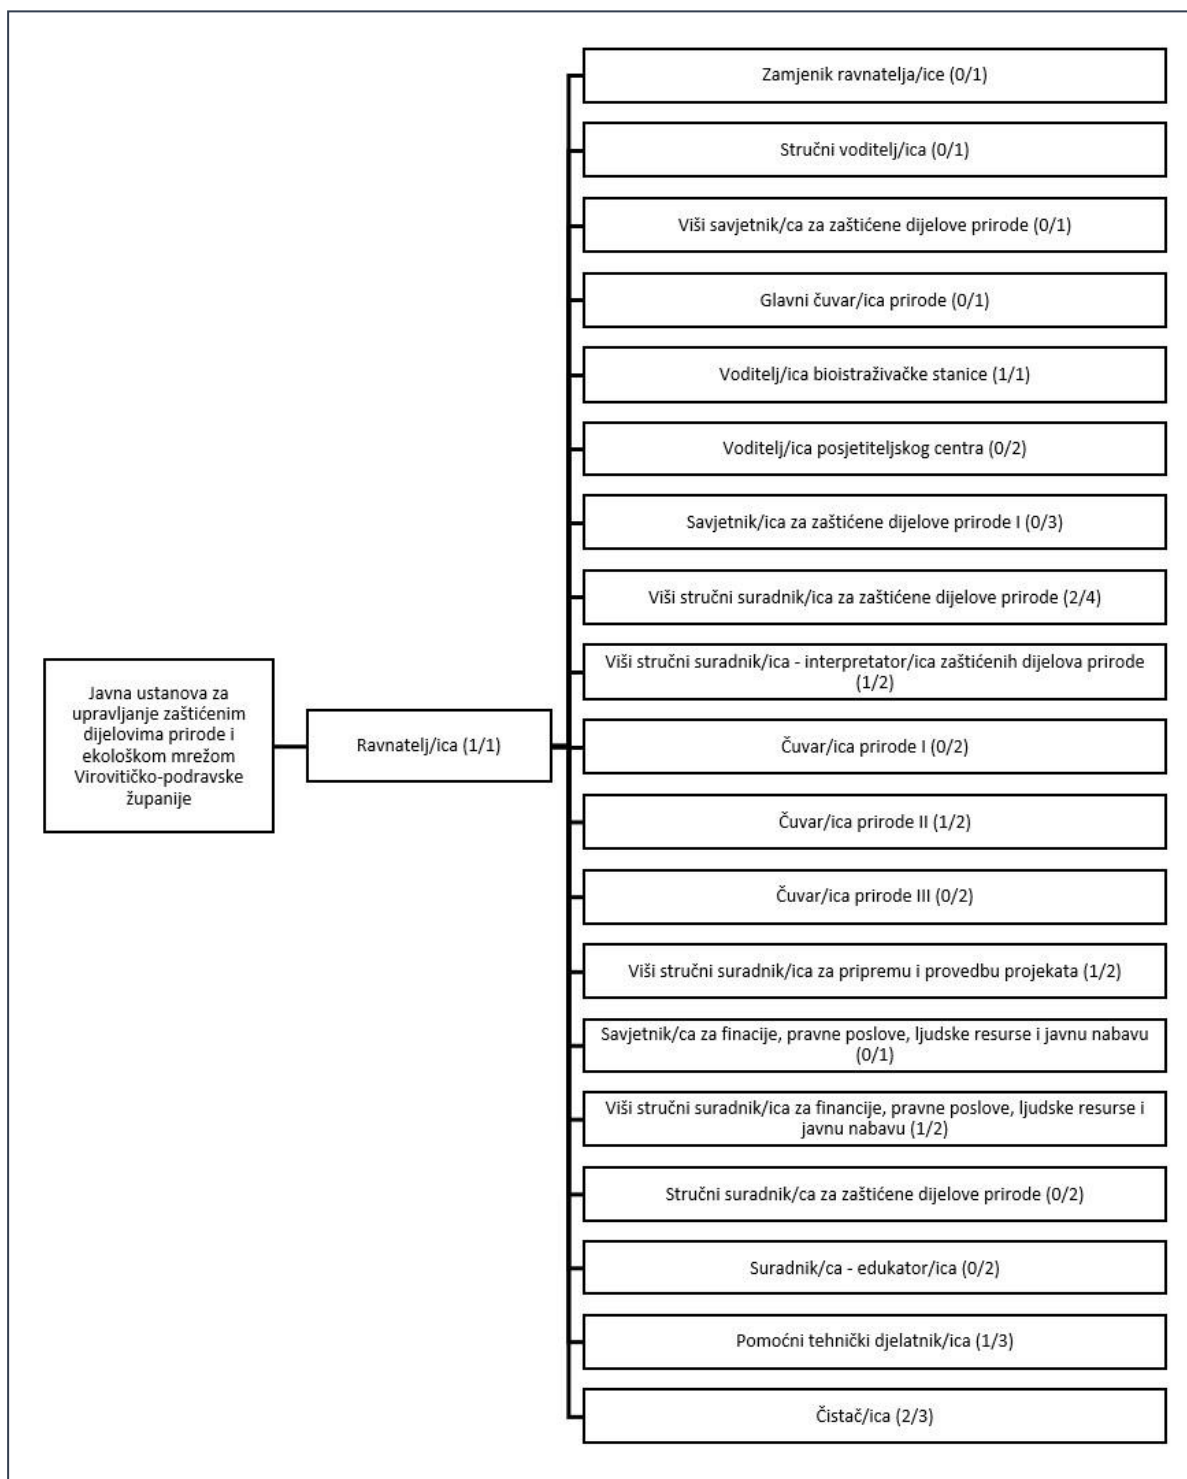 Zamjenik ravnatelja/ice (0/1)
Stručni voditelj/ica (0/1)
Viši savjetnik/ca za zaštićene dijelove prirode (0/1)
Glavni čuvar/ica prirode (0/1)
Voditelj/ica bioistraživačke stanice (1/1)
Voditelj/ica posjetiteljskog centra (0/2)
Savjetnik/ica za zaštićene dijelove prirode I (0/3)
Viši stručni suradnik/ica za zaštićene dijelove prirode (2/4)
Viši stručni suradnik/ica - interpretator/ica zaštićenih dijelova prirode
(1/2)
Javna ustanova za
upravljanje zaštićenim
dijelovima prirode i
ekološkom mrežom
Virovitičko-podravske
županije
Ravnatelj/ica (1/1)
Čuvar/ica prirode I (0/2)
Čuvar/ica prirode II (1/2)
Čuvar/ica prirode III (0/2)
Viši stručni suradnik/ica za pripremu i provedbu projekata (1/2)
Savjetnik/ca za finacije, pravne poslove, ljudske resurse i javnu nabavu
(0/1)
Viši stručni suradnik/ica za financije, pravne poslove, ljudske resurse i
javnu nabavu (1/2)
Stručni suradnik/ca za zaštićene dijelove prirode (0/2)
Suradnik/ca - edukator/ica (0/2)
Pomoćni tehnički djelatnik/ica (1/3)
Čistač/ica (2/3)